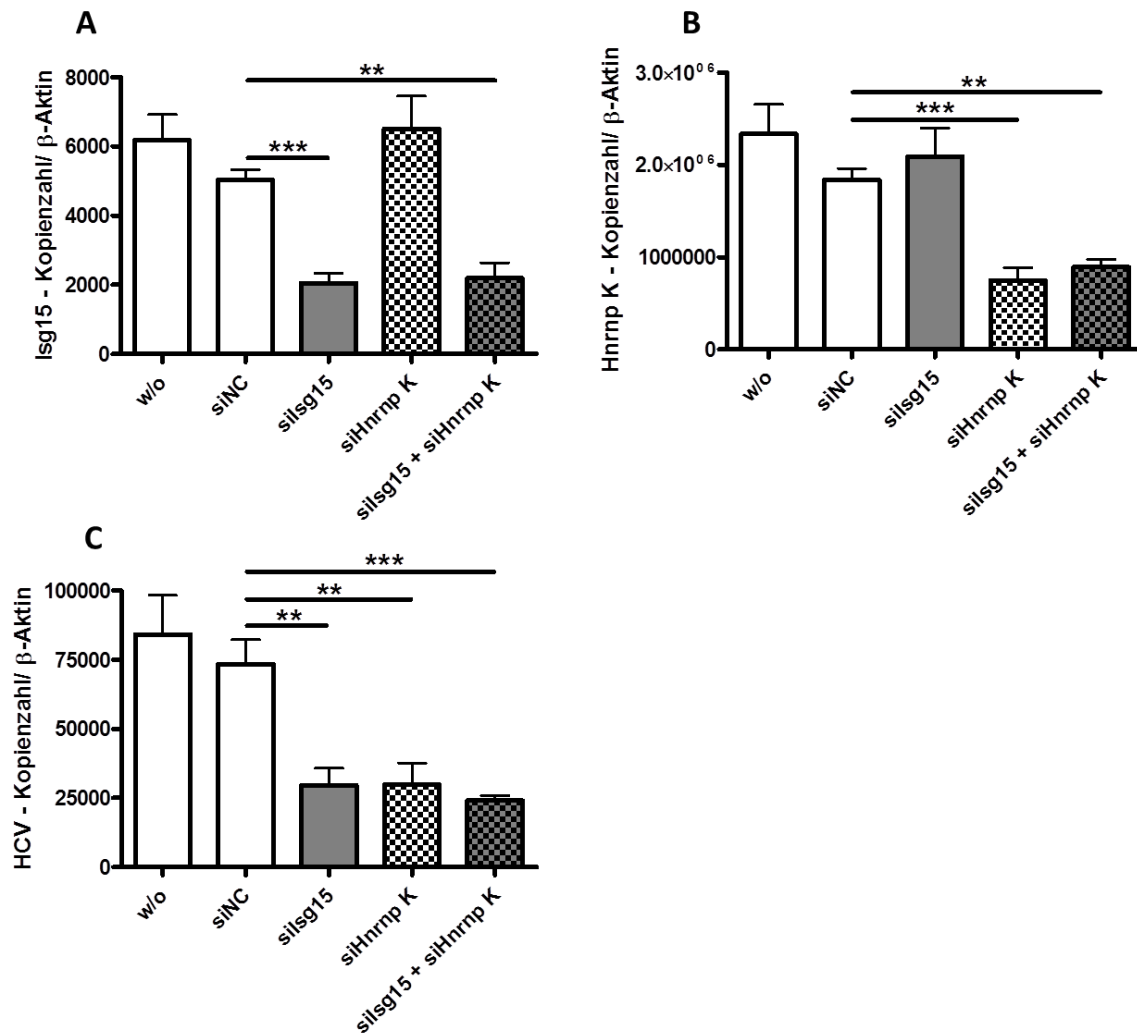 A
Isg15 - Kopienzahl/ β-Aktin
8000
6000
4000
2000
0
**
***
w/o
siNC
siIsg15
siHnrnp K
siIsg15 + siHnrnp K
B
Hnrnp K - Kopienzahl/ β-Aktin
3.0×10⁰⁶
2.0×10⁰⁶
1000000
0
**
***
w/o
siNC
siIsg15
siHnrnp K
siIsg15 + siHnrnp K
C
HCV - Kopienzahl/ β-Aktin
100000
75000
50000
25000
0
***
**
**
w/o
siNC
siIsg15
siHnrnp K
siIsg15 + siHnrnp K